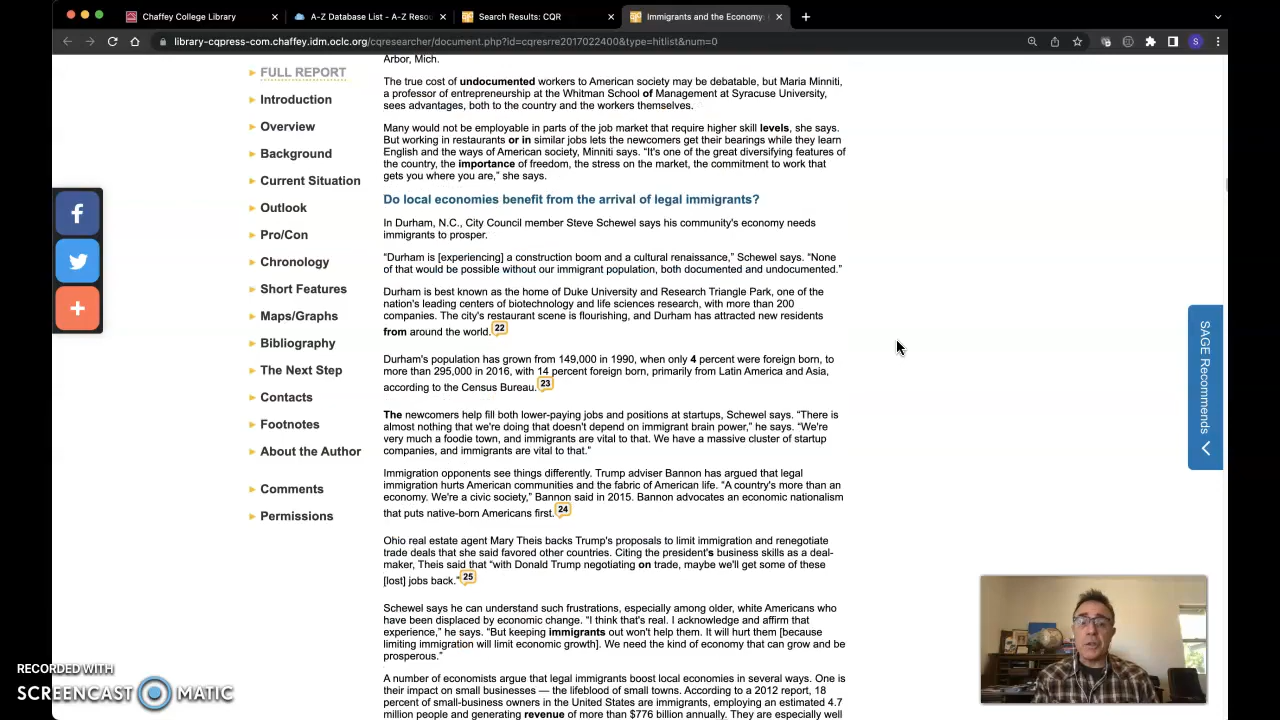 Chaffey College Library
A-Z Database List - A-Z Resou
Search Results: CQR
Immigrants and the Economy:
library-cqpress-com.chaffey.idm.oclc.org/cqresearcher/document.php?id=cqresrre2017022400&type=hitlist&num=0
S
FULL REPORT
Introduction
Overview
Background
Current Situation
Outlook
Pro/Con
Chronology
Short Features
Maps/Graphs
Bibliography
The Next Step
Contacts
Footnotes
About the Author
Comments
Permissions
Arbor, Mich.
The true cost of undocumented workers to American society may be debatable, but Maria Minniti,
a professor of entrepreneurship at the Whitman School of Management at Syracuse University,
sees advantages, both to the country and the workers themselves.
Many would not be employable in parts of the job market that require higher skill levels, she says.
But working in restaurants or in similar jobs lets the newcomers get their bearings while they learn
English and the ways of American society, Minniti says. “It's one of the great diversifying features of
the country, the importance of freedom, the stress on the market, the commitment to work that
gets you where you are,” she says.
Do local economies benefit from the arrival of legal immigrants?
In Durham, N.C., City Council member Steve Schewel says his community's economy needs
immigrants to prosper.
“Durham is [experiencing] a construction boom and a cultural renaissance,” Schewel says. “None
of that would be possible without our immigrant population, both documented and undocumented.”
Durham is best known as the home of Duke University and Research Triangle Park, one of the
nation's leading centers of biotechnology and life sciences research, with more than 200
companies. The city's restaurant scene is flourishing, and Durham has attracted new residents
from around the world. 22
Durham's population has grown from 149,000 in 1990, when only 4 percent were foreign born, to
more than 295,000 in 2016, with 14 percent foreign born, primarily from Latin America and Asia,
according to the Census Bureau. 23
The newcomers help fill both lower-paying jobs and positions at startups, Schewel says. “There is
almost nothing that we're doing that doesn't depend on immigrant brain power,” he says. “We're
very much a foodie town, and immigrants are vital to that. We have a massive cluster of startup
companies, and immigrants are vital to that.”
Immigration opponents see things differently. Trump adviser Bannon has argued that legal
immigration hurts American communities and the fabric of American life. “A country's more than an
economy. We're a civic society,” Bannon said in 2015. Bannon advocates an economic nationalism
that puts native-born Americans first. 24
Ohio real estate agent Mary Theis backs Trump's proposals to limit immigration and renegotiate
trade deals that she said favored other countries. Citing the president's business skills as a deal-
maker, Theis said that “with Donald Trump negotiating on trade, maybe we'll get some of these
[lost] jobs back.” 25
Schewel says he can understand such frustrations, especially among older, white Americans who
have been displaced by economic change. “I think that's real. I acknowledge and affirm that
experience,” he says. “But keeping immigrants out won't help them. It will hurt them [because
limiting immigration will limit economic growth]. We need the kind of economy that can grow and be
prosperous.”
A number of economists argue that legal immigrants boost local economies in several ways. One is
their impact on small businesses — the lifeblood of small towns. According to a 2012 report, 18
percent of small-business owners in the United States are immigrants, employing an estimated 4.7
million people and generating revenue of more than $776 billion annually. They are especially well
SAGE Recommends
RECORDED WITH
SCREENCAST MATIC